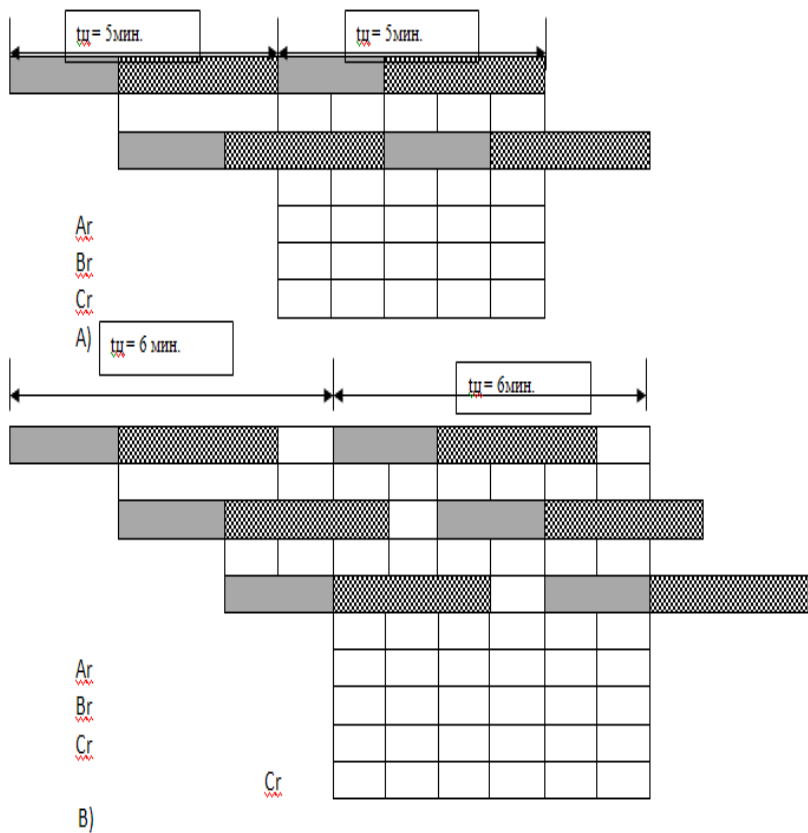 tц = 5мин.
tц = 5мин.
Ar
Br
Cr
A)
tц = 6 мин.
tц = 6мин.
Ar
Br
Cr
Cr
B)